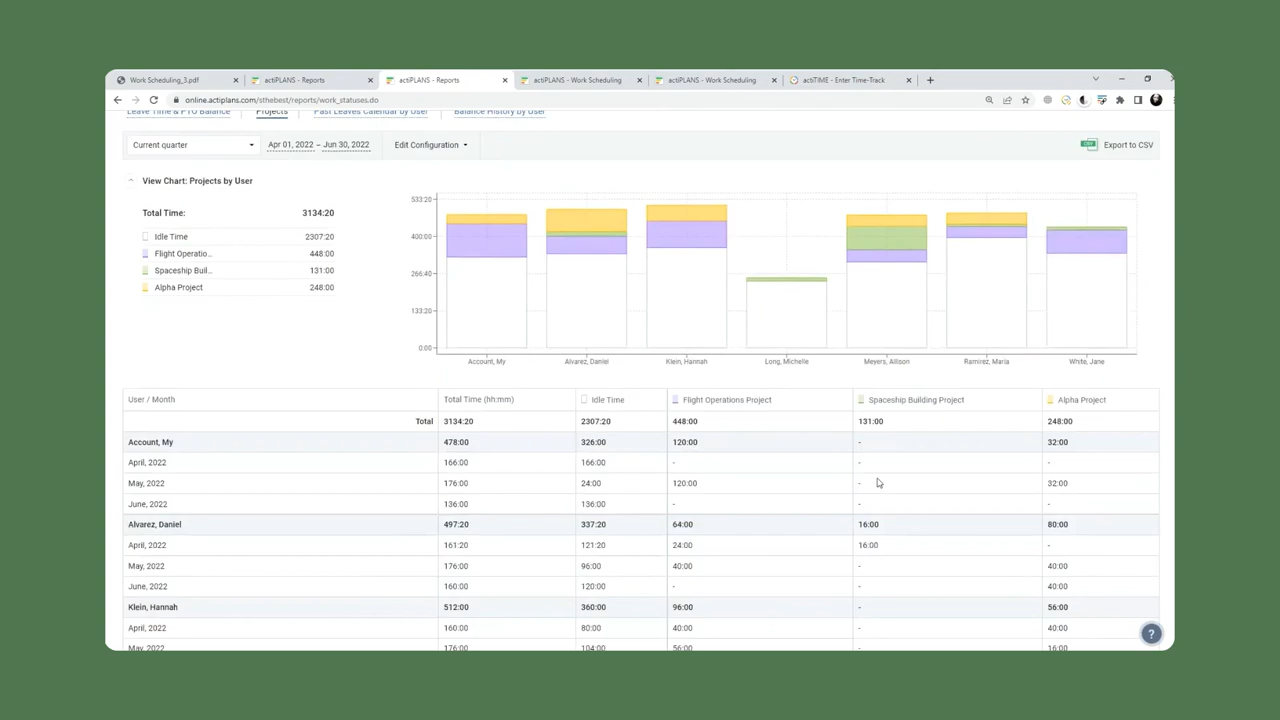 Work Scheduling_3.pdf
actiPLANS - Reports
actiPLANS - Reports
actiPLANS - Work Scheduling
actiPLANS - Work Scheduling
actiTIME - Enter Time-Track
online.actiplans.com/sthebest/reports/work_statuses.do
Leave Time & PTO Balance Projects Past Leaves Calendar by User Balance History by User
Current quarter Apr 01, 2022 – Jun 30, 2022 Edit Configuration CSV Export to CSV
View Chart: Projects by User
Total Time: 3134:20
Idle Time 2307:20
Flight Operatio... 448:00
Spaceship Buil... 131:00
Alpha Project 248:00
533:20
400:00
266:40
133:20
0:00
Account, My Alvarez, Daniel Klein, Hannah Long, Michelle Meyers, Allison Ramirez, Maria White, Jane
User / Month Total Time (hh:mm) Idle Time Flight Operations Project Spaceship Building Project Alpha Project
Total 3134:20 2307:20 448:00 131:00 248:00
Account, My 478:00 326:00 120:00 - 32:00
April, 2022 166:00 166:00 - - -
May, 2022 176:00 24:00 120:00 - 32:00
June, 2022 136:00 136:00 - - -
Alvarez, Daniel 497:20 337:20 64:00 16:00 80:00
April, 2022 161:20 121:20 24:00 16:00 -
May, 2022 176:00 96:00 40:00 - 40:00
June, 2022 160:00 120:00 - - 40:00
Klein, Hannah 512:00 360:00 96:00 - 56:00
April, 2022 160:00 80:00 40:00 - 40:00
May, 2022 176:00 104:00 56:00 - 16:00
?